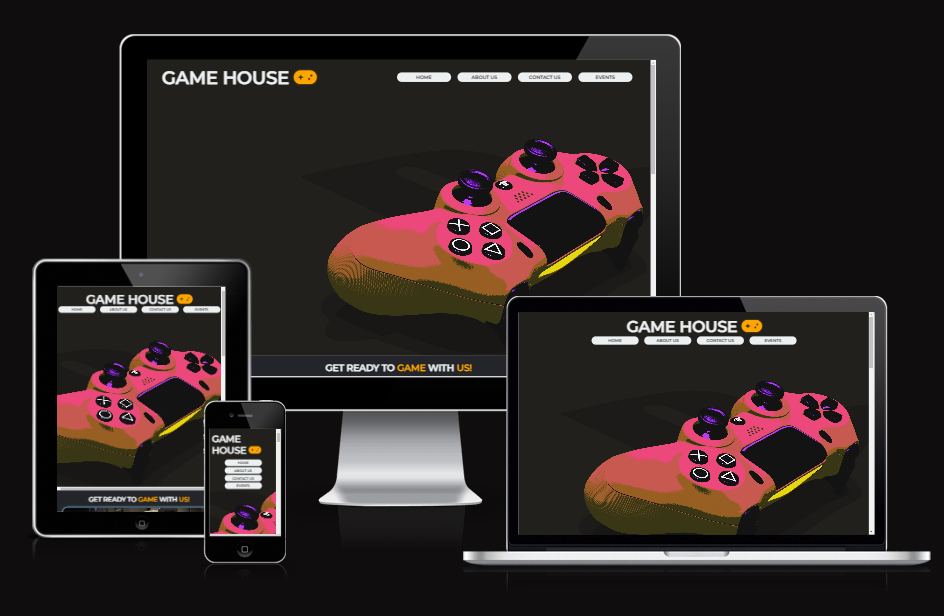 GAME HOUSE
HOME ABOUT US CONTACT US EVENTS
GET READY TO GAME WITH US!
GAME HOUSE
HOME ABOUT US CONTACT US EVENTS
GET READY TO GAME WITH US!
GAME
HOUSE
HOME
ABOUT US
CONTACT US
EVENTS
GAME HOUSE
HOME ABOUT US CONTACT US EVENTS